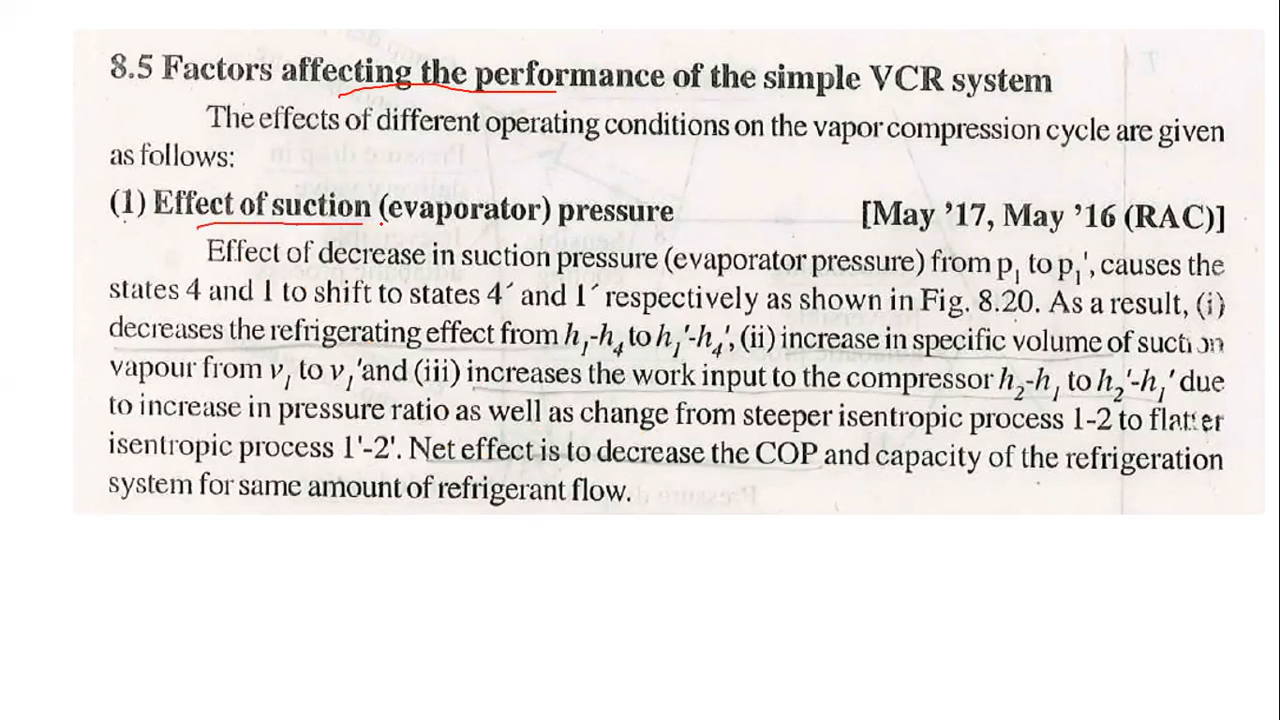 8.5 Factors affecting the performance of the simple VCR system
The effects of different operating conditions on the vapor compression cycle are given
as follows:
(1) Effect of suction (evaporator) pressure [May ’17, May ’16 (RAC)]
Effect of decrease in suction pressure (evaporator pressure) from p₁ to p₁', causes the
states 4 and 1 to shift to states 4´ and 1´ respectively as shown in Fig. 8.20. As a result, (i)
decreases the refrigerating effect from h₁-h₄ to h₁'-h₄', (ii) increase in specific volume of suction
vapour from v₁ to v₁'and (iii) increases the work input to the compressor h₂-h₁ to h₂'-h₁' due
to increase in pressure ratio as well as change from steeper isentropic process 1-2 to flatter
isentropic process 1'-2'. Net effect is to decrease the COP and capacity of the refrigeration
system for same amount of refrigerant flow.